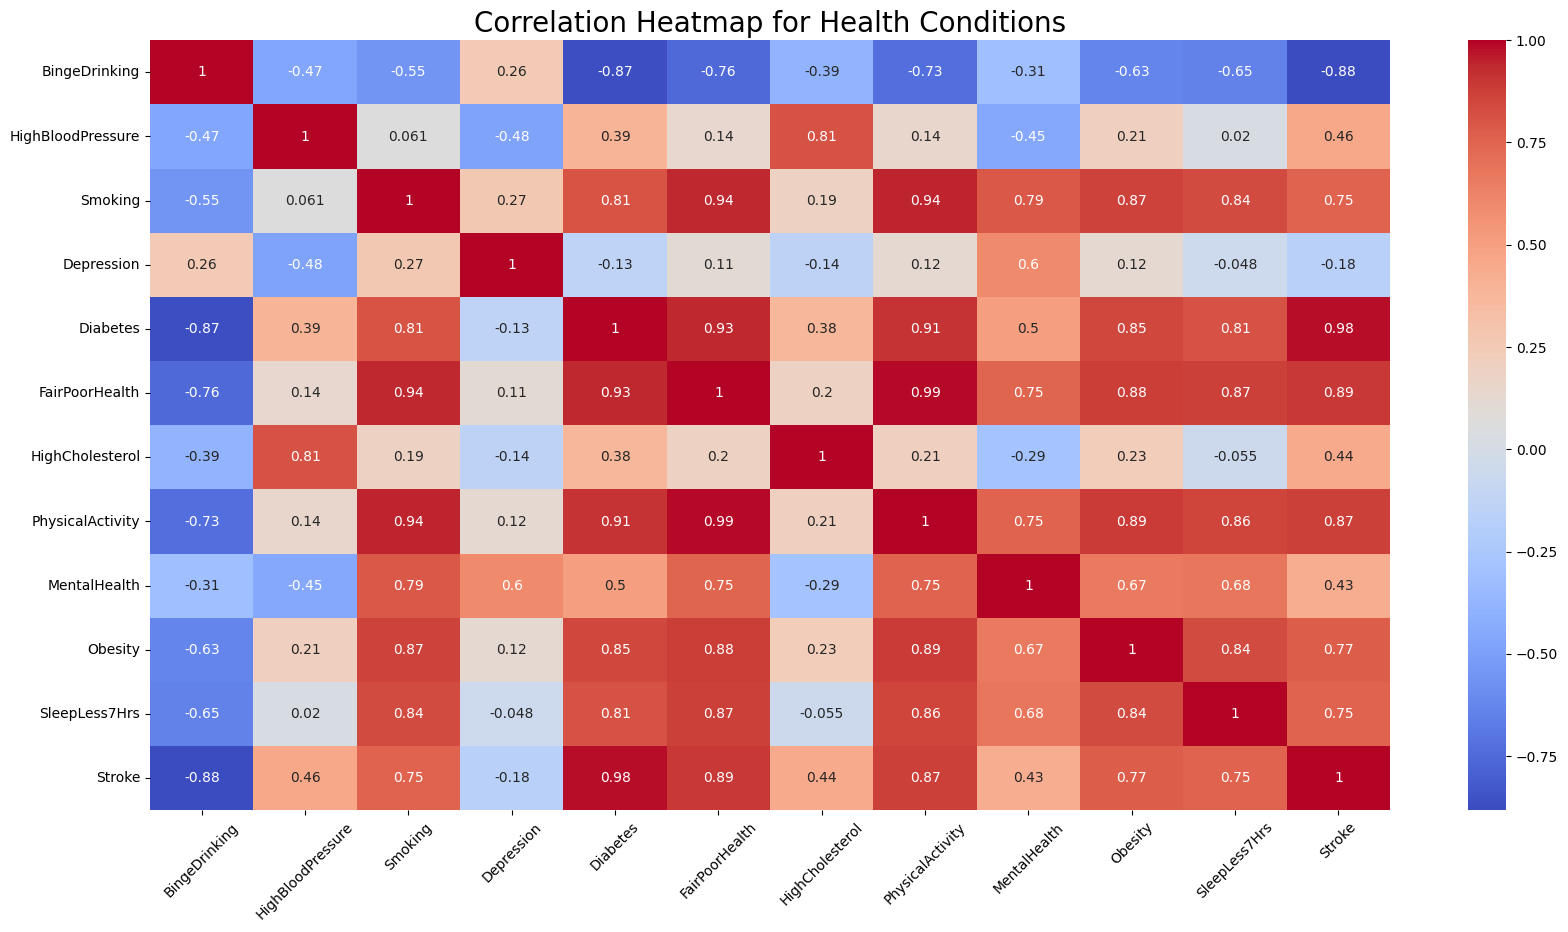 Correlation Heatmap for Health Conditions
BingeDrinking 1 -0.47 -0.55 0.26 -0.87 -0.76 -0.39 -0.73 -0.31 -0.63 -0.65 -0.88
HighBloodPressure -0.47 1 0.061 -0.48 0.39 0.14 0.81 0.14 -0.45 0.21 0.02 0.46
Smoking -0.55 0.061 1 0.27 0.81 0.94 0.19 0.94 0.79 0.87 0.84 0.75
Depression 0.26 -0.48 0.27 1 -0.13 0.11 -0.14 0.12 0.6 0.12 -0.048 -0.18
Diabetes -0.87 0.39 0.81 -0.13 1 0.93 0.38 0.91 0.5 0.85 0.81 0.98
FairPoorHealth -0.76 0.14 0.94 0.11 0.93 1 0.2 0.99 0.75 0.88 0.87 0.89
HighCholesterol -0.39 0.81 0.19 -0.14 0.38 0.2 1 0.21 -0.29 0.23 -0.055 0.44
PhysicalActivity -0.73 0.14 0.94 0.12 0.91 0.99 0.21 1 0.75 0.89 0.86 0.87
MentalHealth -0.31 -0.45 0.79 0.6 0.5 0.75 -0.29 0.75 1 0.67 0.68 0.43
Obesity -0.63 0.21 0.87 0.12 0.85 0.88 0.23 0.89 0.67 1 0.84 0.77
SleepLess7Hrs -0.65 0.02 0.84 -0.048 0.81 0.87 -0.055 0.86 0.68 0.84 1 0.75
Stroke -0.88 0.46 0.75 -0.18 0.98 0.89 0.44 0.87 0.43 0.77 0.75 1
BingeDrinking HighBloodPressure Smoking Depression Diabetes FairPoorHealth HighCholesterol PhysicalActivity MentalHealth Obesity SleepLess7Hrs Stroke
1.00
0.75
0.50
0.25
0.00
−0.25
−0.50
−0.75